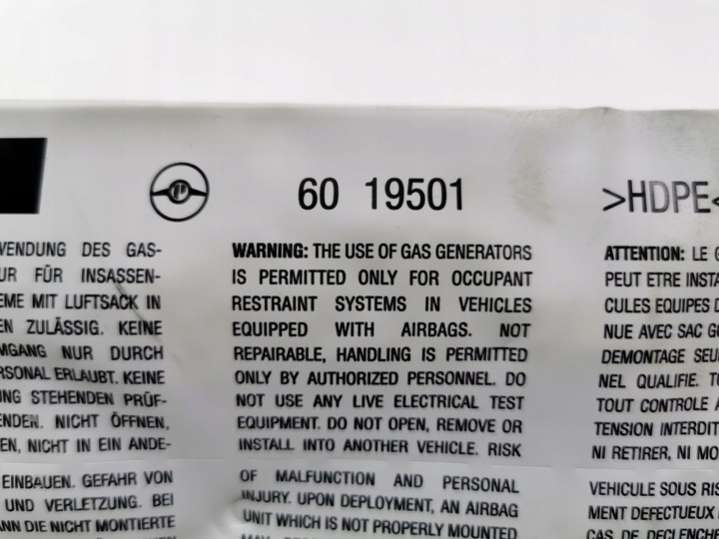 60 19501
>HDPE<
WENDUNG DES GAS-
UR FÜR INSASSEN-
EME MIT LUFTSACK IN
EN ZULÄSSIG. KEINE
MGANG NUR DURCH
RSONAL ERLAUBT. KEINE
NG STEHENDEN PRÜF-
ENDEN. NICHT ÖFFNEN,
EN, NICHT IN EIN ANDE-
EINBAUEN. GEFAHR VON
UND VERLETZUNG. BEI
ANN DIE NICHT MONTIERTE
WARNING: THE USE OF GAS GENERATORS
IS PERMITTED ONLY FOR OCCUPANT
RESTRAINT SYSTEMS IN VEHICLES
EQUIPPED WITH AIRBAGS. NOT
REPAIRABLE, HANDLING IS PERMITTED
ONLY BY AUTHORIZED PERSONNEL. DO
NOT USE ANY LIVE ELECTRICAL TEST
EQUIPMENT. DO NOT OPEN, REMOVE OR
INSTALL INTO ANOTHER VEHICLE. RISK
OF MALFUNCTION AND PERSONAL
INJURY. UPON DEPLOYMENT, AN AIRBAG
UNIT WHICH IS NOT PROPERLY MOUNTED
ATTENTION: LE G
PEUT ETRE INSTA
CULES EQUIPES D
NUE AVEC SAC GO
DEMONTAGE SEU
NEL QUALIFIE. TO
TOUT CONTROLE A
TENSION INTERDIT
NI RETIRER, NI MO
VEHICULE SOUS RIS
MENT DEFECTUEUX
CAS DE DECLENCHE